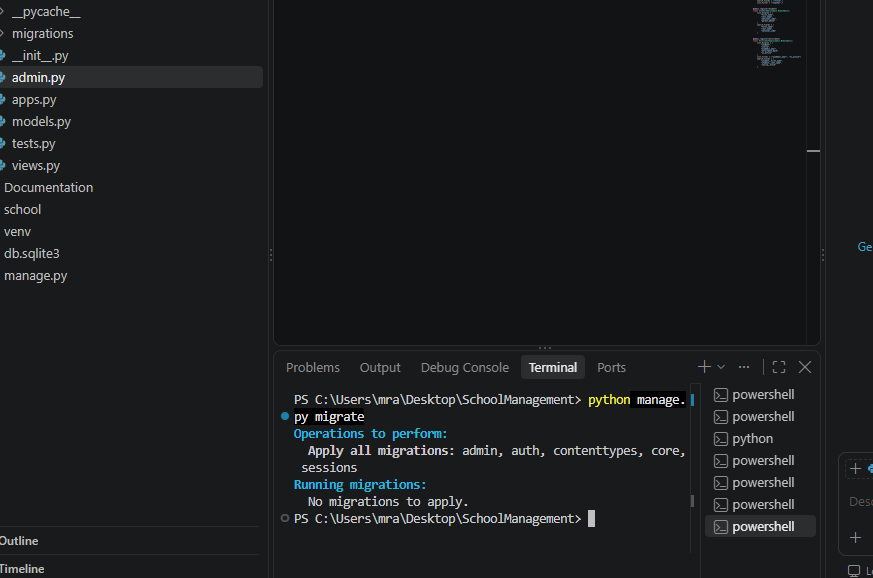 __pycache__
migrations
__init__.py
admin.py
apps.py
models.py
tests.py
views.py
Documentation
school
venv
db.sqlite3
manage.py
Outline
Timeline
Problems Output Debug Console Terminal Ports
PS C:\Users\mra\Desktop\SchoolManagement> python manage.
py migrate
Operations to perform:
Apply all migrations: admin, auth, contenttypes, core,
sessions
Running migrations:
No migrations to apply.
PS C:\Users\mra\Desktop\SchoolManagement>
powershell
powershell
python
powershell
powershell
powershell
powershell
Ge
Des